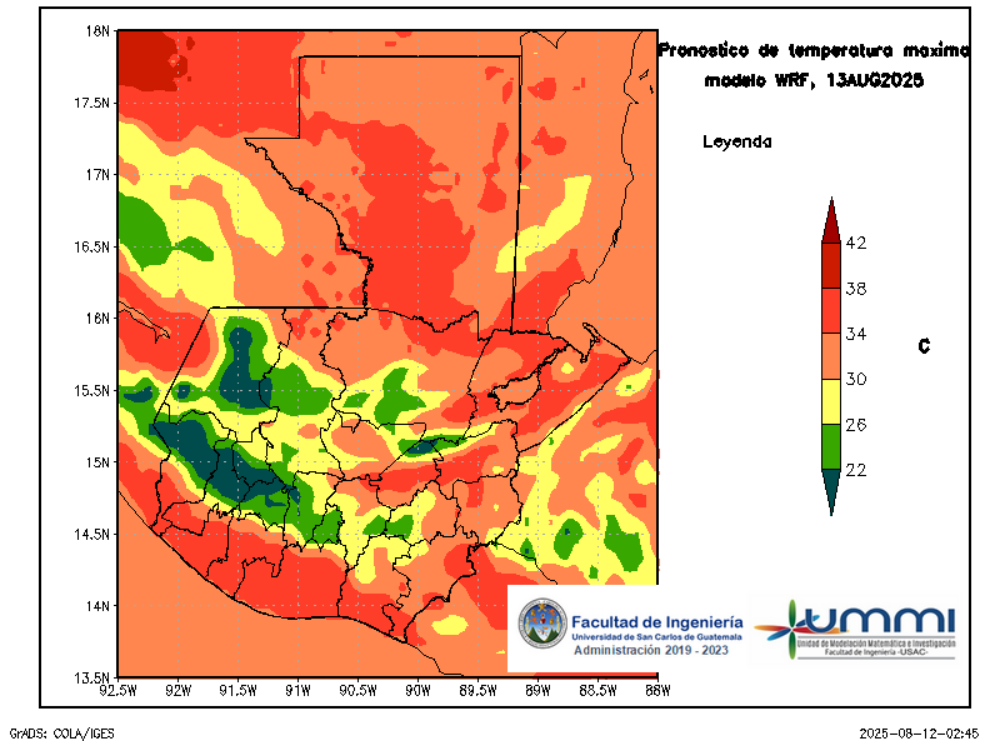 Pronostico de temperatura maxima
modelo WRF, 13AUG2025
Leyenda
42
38
34
30
26
22
C
18N
17.5N
17N
16.5N
16N
15.5N
15N
14.5N
14N
13.5N
92.5W 92W 91.5W 91W 90.5W 90W 89.5W 89W 88.5W 88W
Facultad de Ingeniería
Universidad de San Carlos de Guatemala
Administración 2019 - 2023
ummi
Unidad de Modelación Matemática e Investigación
Facultad de Ingeniería -USAC-
GrADS: COLA/IGES
2025-08-12-02:45